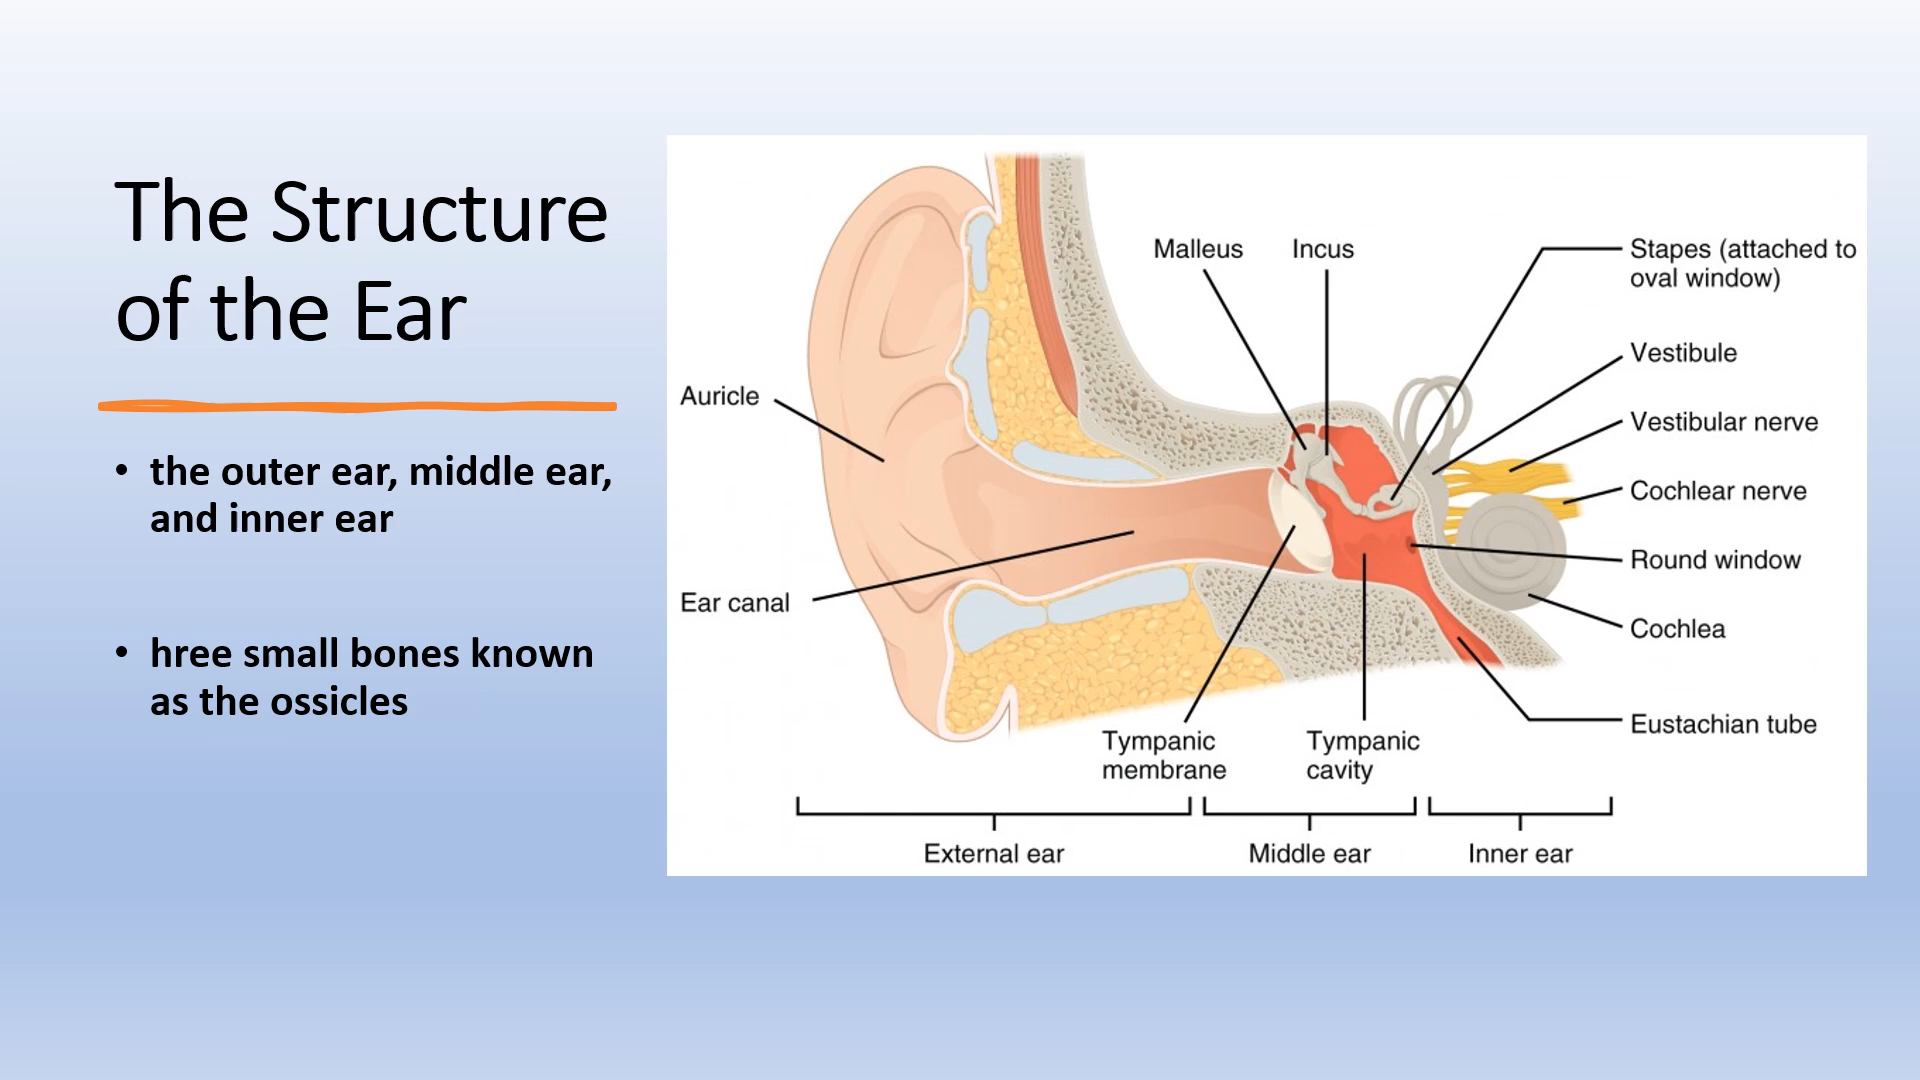 The Structure
of the Ear
• the outer ear, middle ear,
and inner ear
• hree small bones known
as the ossicles
Malleus
Incus
Stapes (attached to
oval window)
Vestibule
Auricle
Vestibular nerve
Cochlear nerve
Round window
Ear canal
Cochlea
Eustachian tube
Tympanic
membrane
Tympanic
cavity
External ear
Middle ear
Inner ear